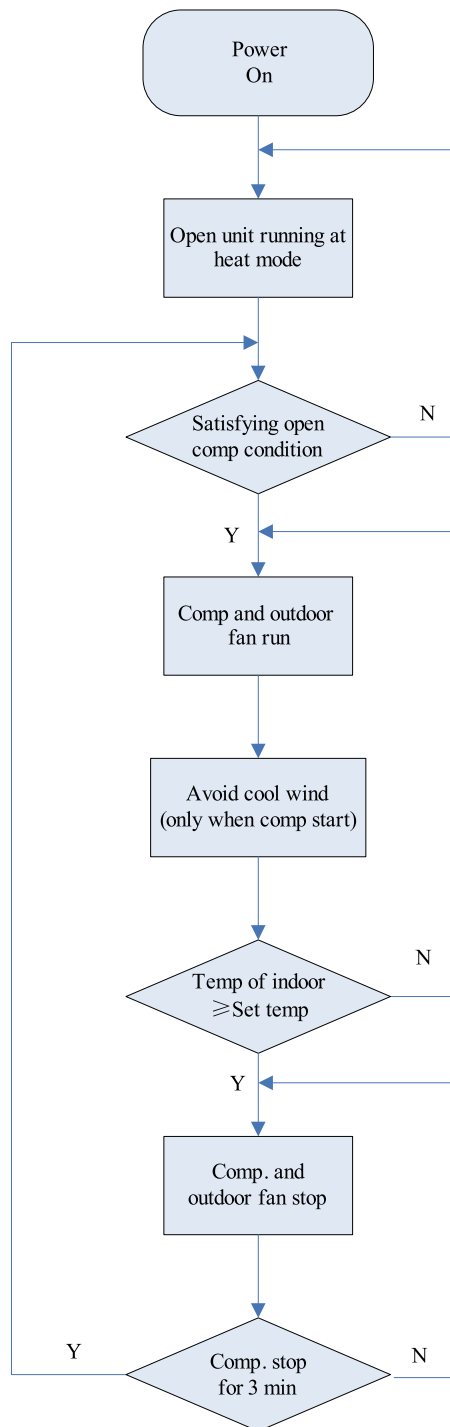 Power
On
Open unit running at
heat mode
Satisfying open
comp condition
N
Y
Comp and outdoor
fan run
Avoid cool wind
(only when comp start)
Temp of indoor
≥Set temp
N
Y
Comp. and
outdoor fan stop
Y
Comp. stop
for 3 min
N